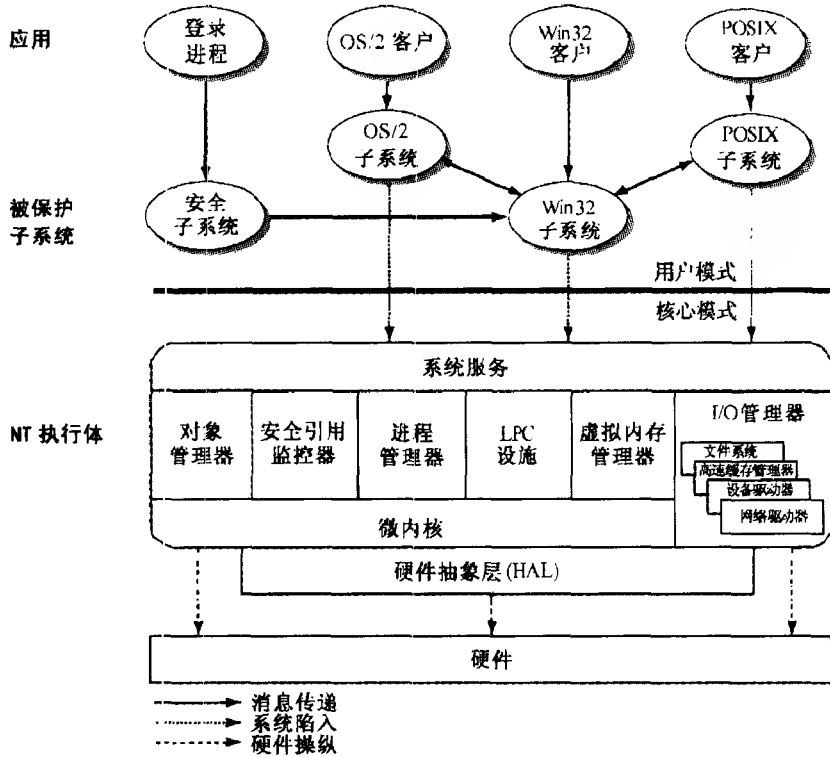 应用
登录
进程
OS/2 客户
Win32
客户
POSIX
客户
OS/2
子系统
POSIX
子系统
被保护
子系统
安全
子系统
Win32
子系统
用户模式
核心模式
系统服务
NT 执行体
对象
管理器
安全引用
监控器
进程
管理器
LPC
设施
虚拟内存
管理器
I/O 管理器
文件系统
高速缓存管理器
设备驱动器
网络驱动器
微内核
硬件抽象层(HAL)
硬件
消息传递
系统陷入
硬件操纵